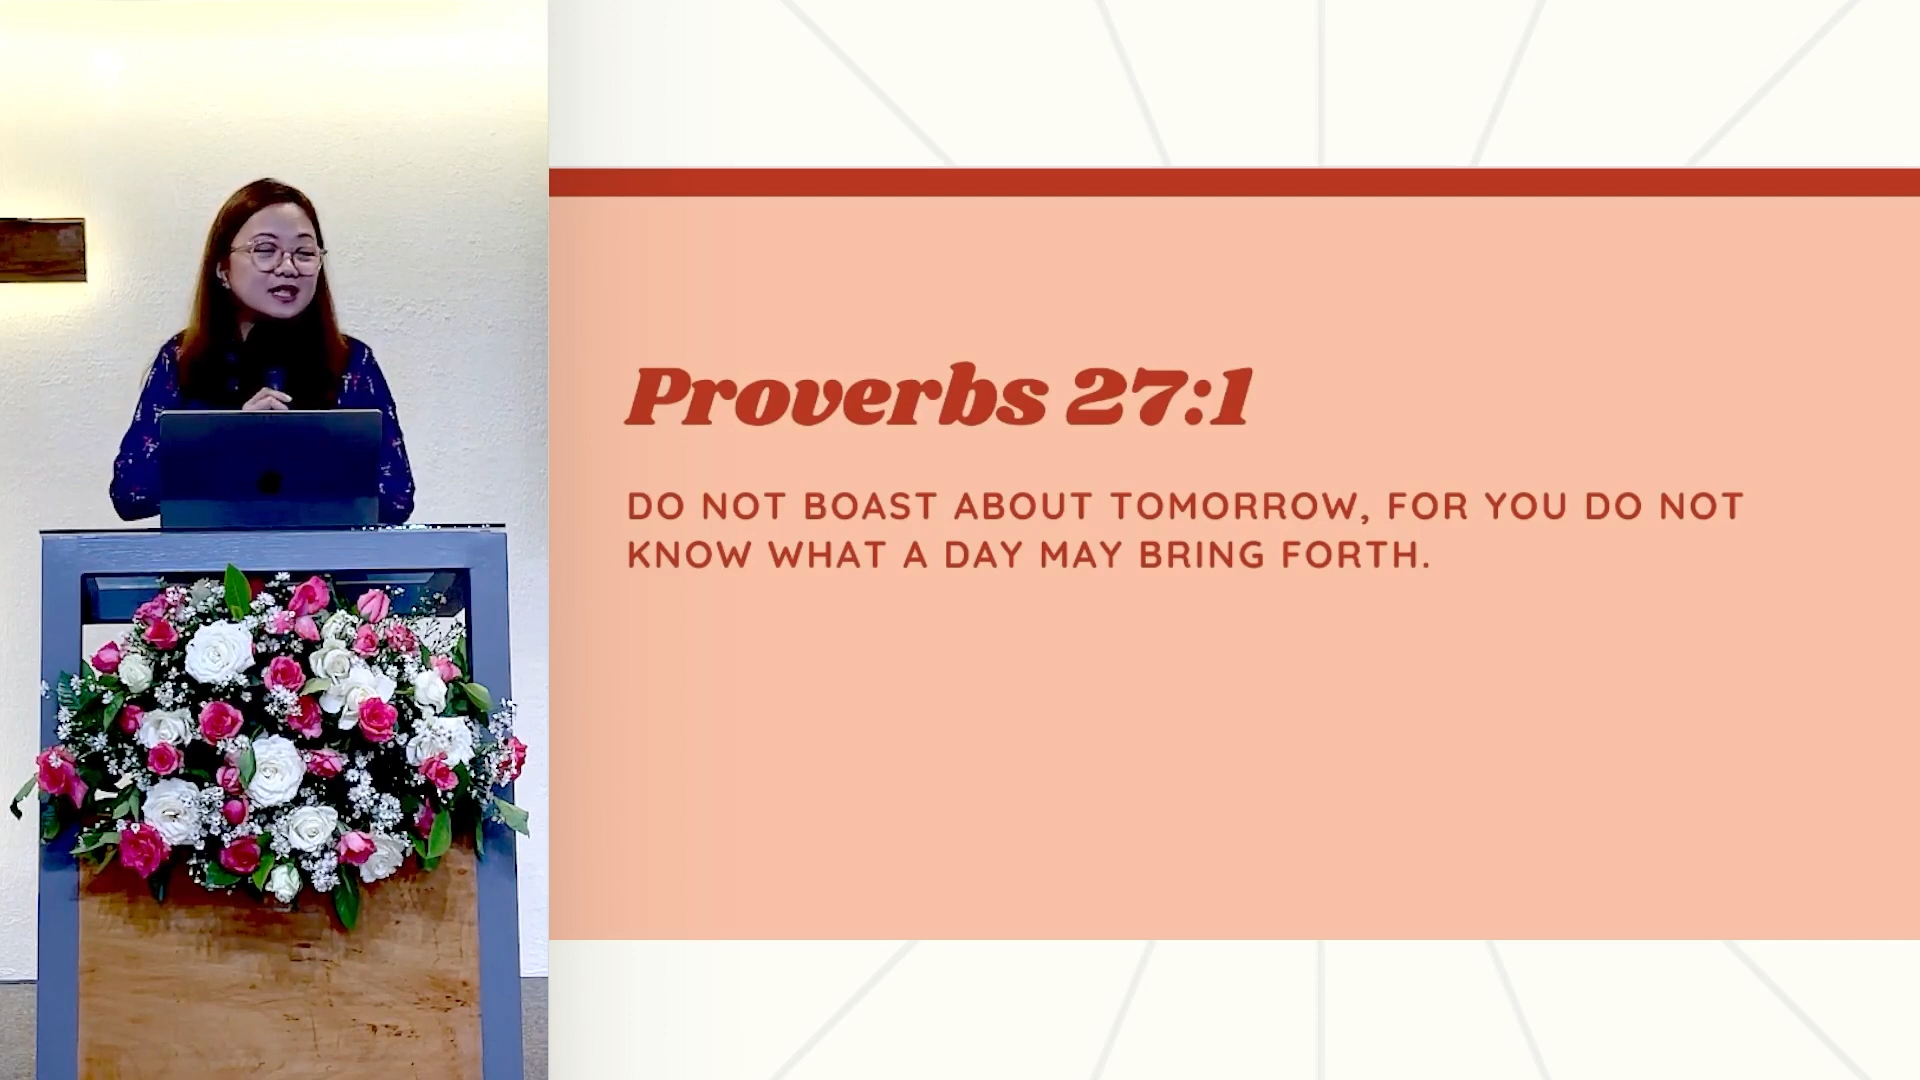 Proverbs 27:1
DO NOT BOAST ABOUT TOMORROW, FOR YOU DO NOT
KNOW WHAT A DAY MAY BRING FORTH.